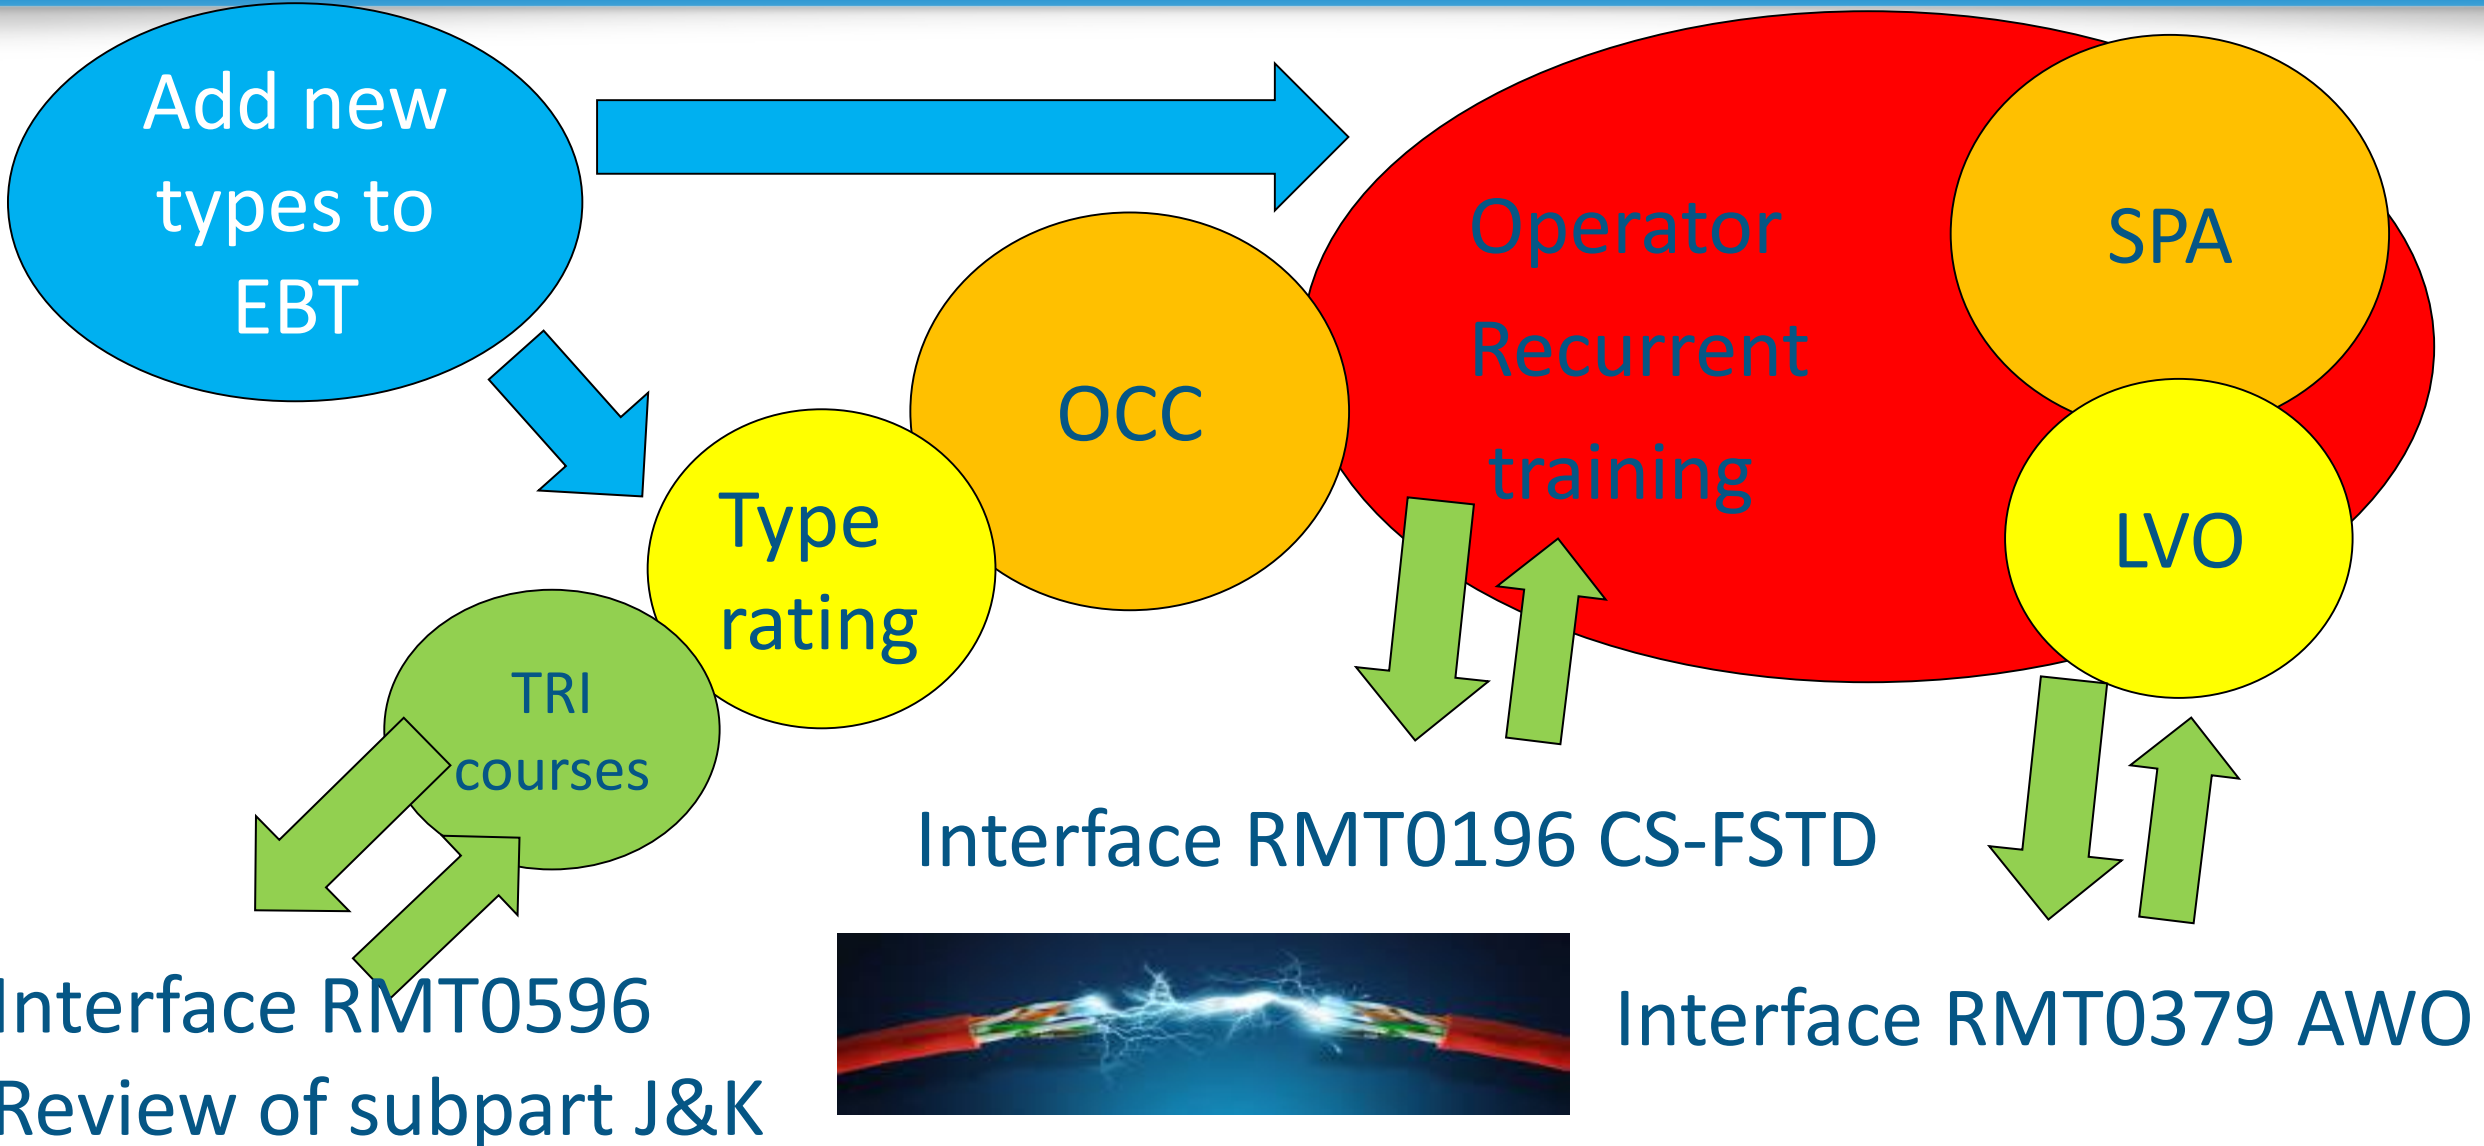 Add new
types to
EBT
Operator
Recurrent
training
SPA
OCC
LVO
Type
rating
TRI
courses
Interface RMT0196 CS-FSTD
Interface RMT0596
Review of subpart J&K
Interface RMT0379 AWO